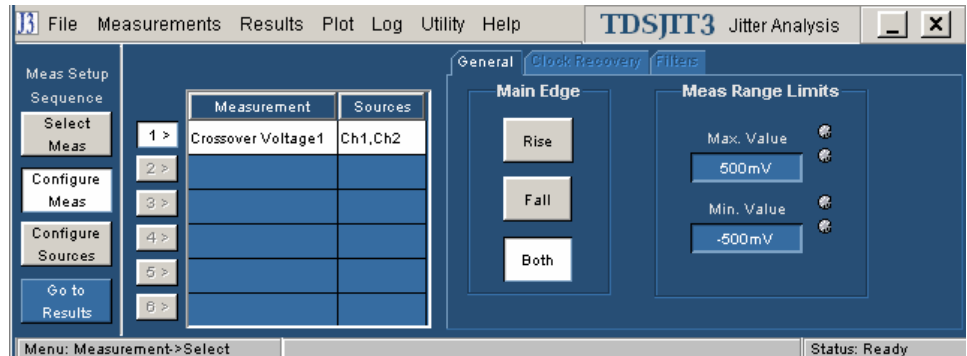 J3 File Measurements Results Plot Log Utility Help TDSJIT3 Jitter Analysis
Meas Setup
Sequence
Select
Meas
Configure
Meas
Configure
Sources
Go to
Results
Measurement Sources
1 > Crossover Voltage1 Ch1,Ch2
2 >
3 >
4 >
5 >
6 >
General Clock Recovery Filters
Main Edge
Rise
Fall
Both
Meas Range Limits
Max. Value
500mV
Min. Value
-500mV
Menu: Measurement->Select Status: Ready